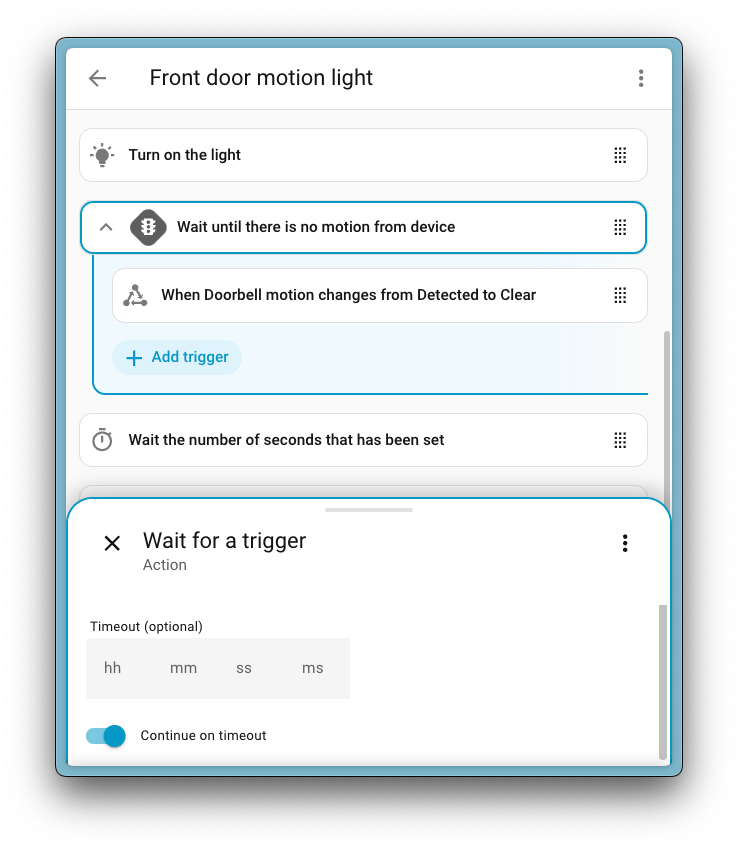 Front door motion light
Turn on the light
Wait until there is no motion from device
When Doorbell motion changes from Detected to Clear
Add trigger
Wait the number of seconds that has been set
Wait for a trigger
Action
Timeout (optional)
hh mm ss ms
Continue on timeout